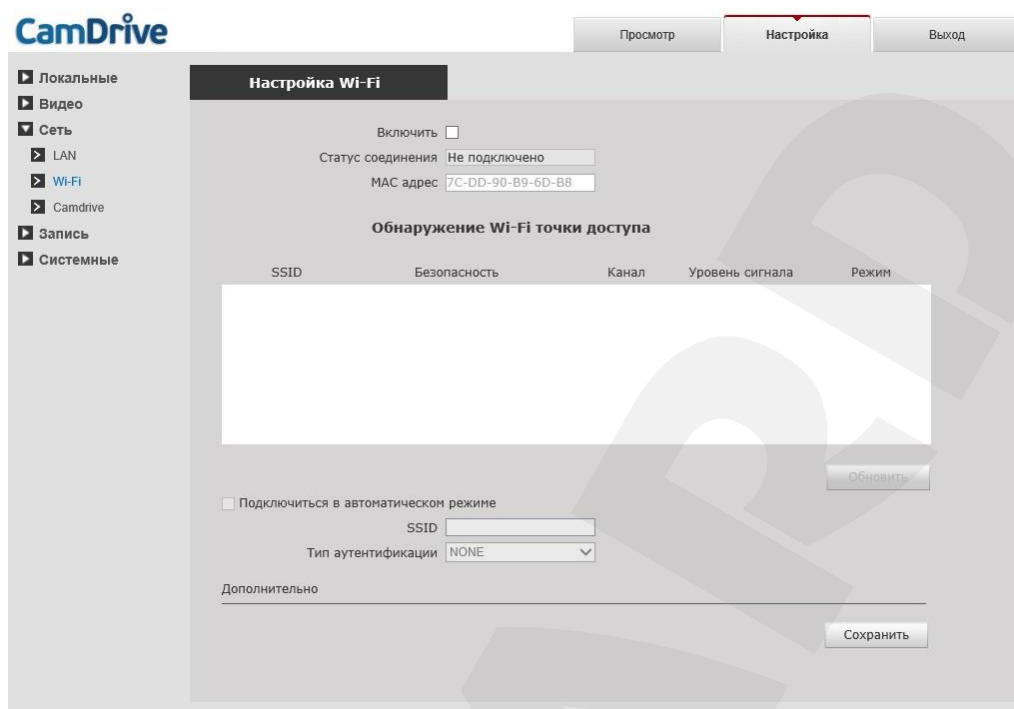 CamDrive
Просмотр
Настройка
Выход
Локальные
Видео
Сеть
LAN
Wi-Fi
Camdrive
Запись
Системные
Настройка Wi-Fi
Включить
Статус соединения Не подключено
MAC адрес 7C-DD-90-B9-6D-B8
Обнаружение Wi-Fi точки доступа
SSID Безопасность Канал Уровень сигнала Режим
Обновить
Подключиться в автоматическом режиме
SSID
Тип аутентификации NONE
Дополнительно
Сохранить